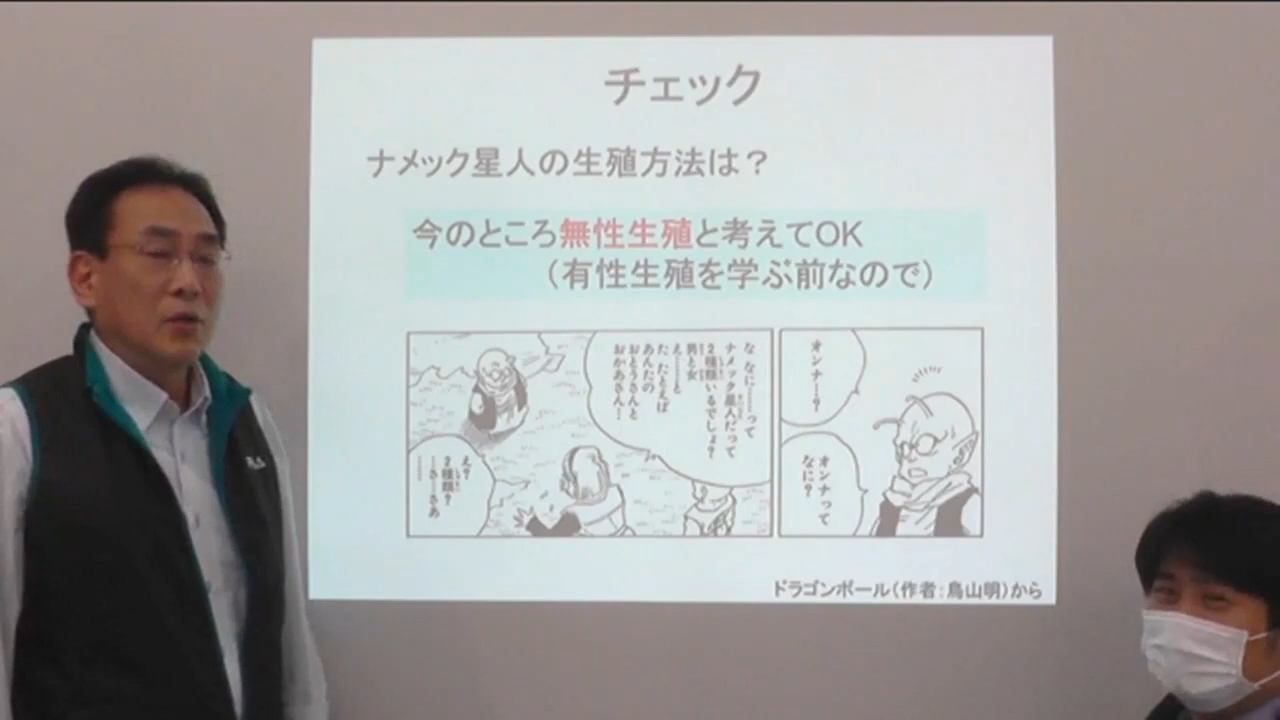 チェック
ナメック星人の生殖方法は？
今のところ無性生殖と考えてOK
（有性生殖を学ぶ前なので）
オンナ…？
オンナって
なに？
な なに………って
ナメック星人だって
２種類いるでしょ？
男と女
え………と
た たとえば
あんたの
おとうさんと
おかあさん！
え？
２種類？
……さ……さあ
………
ドラゴンボール（作者：鳥山明）から